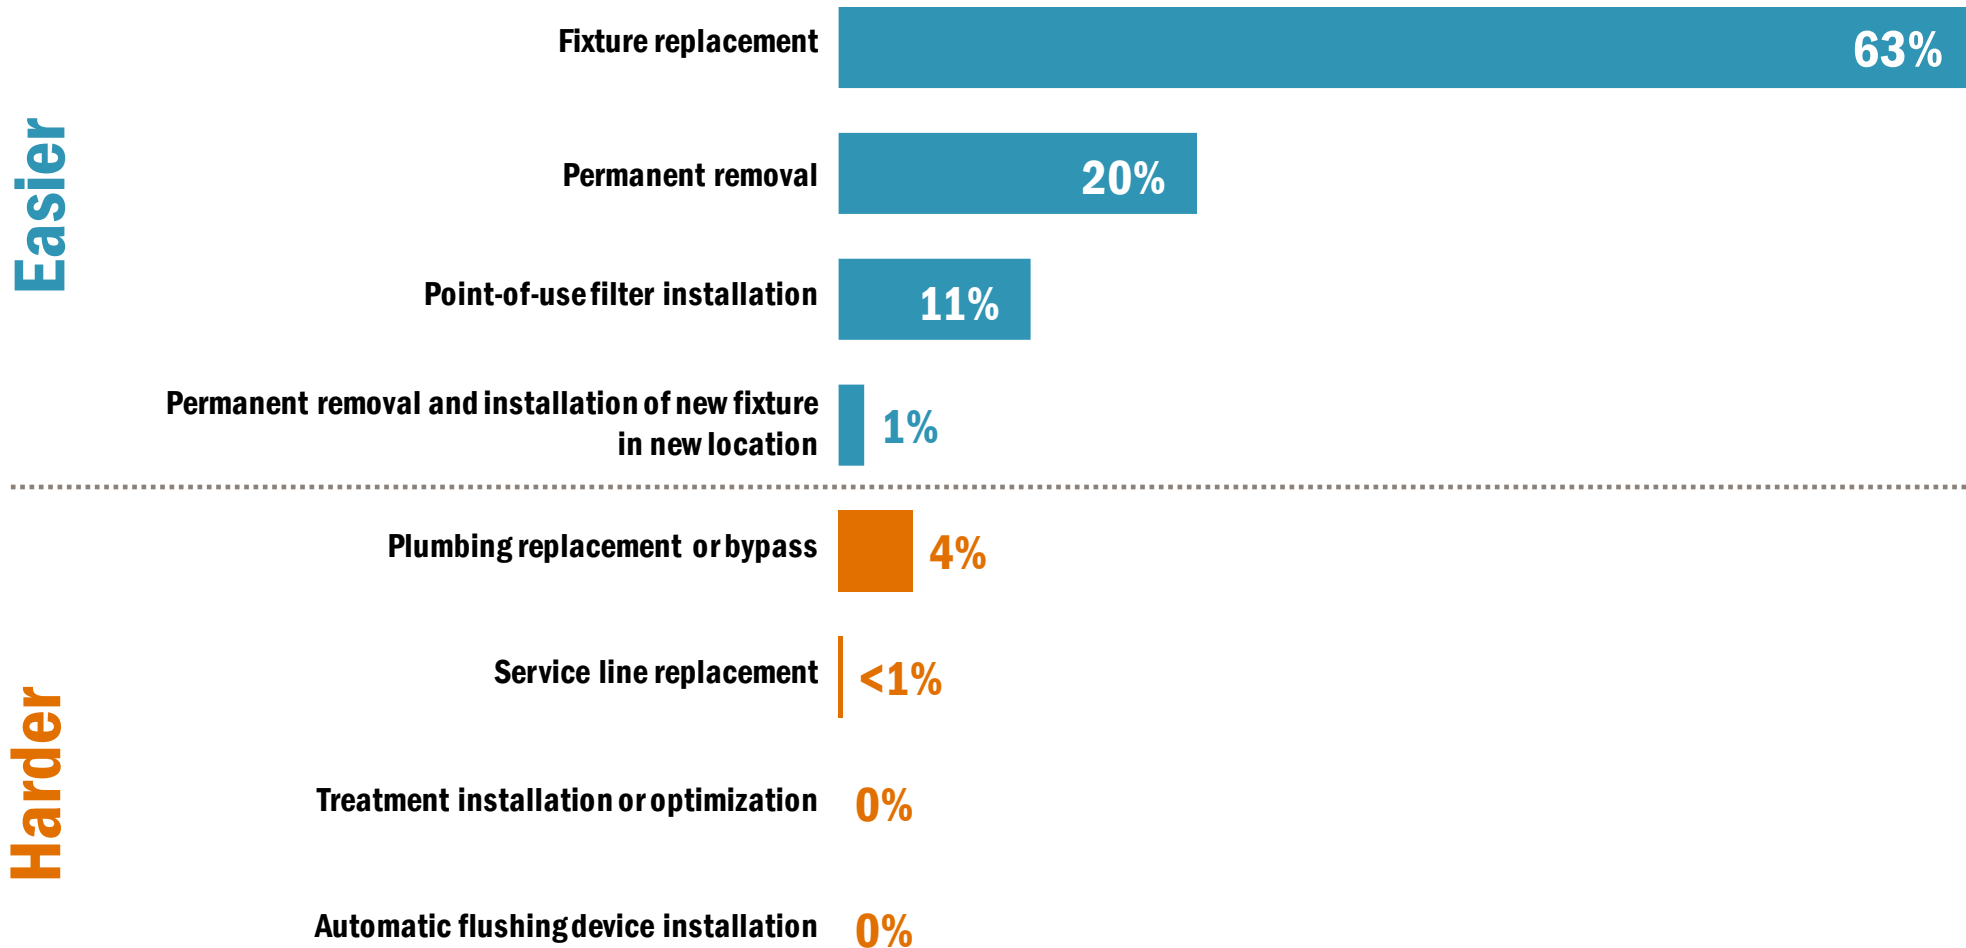 Easier
Fixture replacement
63%
Permanent removal
20%
Point-of-use filter installation
11%
Permanent removal and installation of new fixture
in new location
1%
Harder
Plumbing replacement or bypass
4%
Service line replacement
<1%
Treatment installation or optimization
0%
Automatic flushing device installation
0%